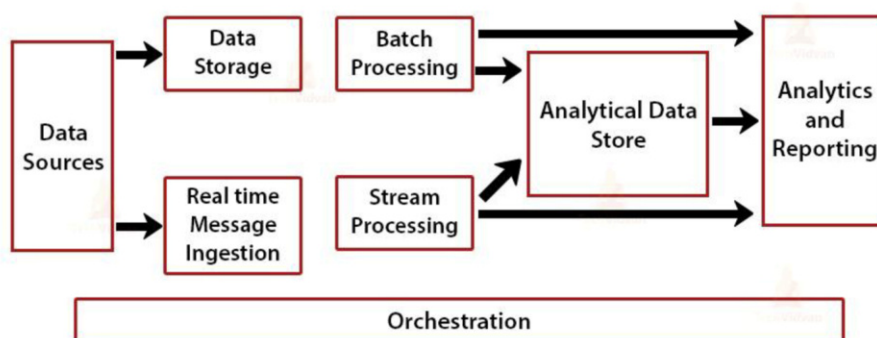 Data
Sources
Data
Storage
Real time
Message
Ingestion
Batch
Processing
Stream
Processing
Analytical Data
Store
Analytics
and
Reporting
Orchestration